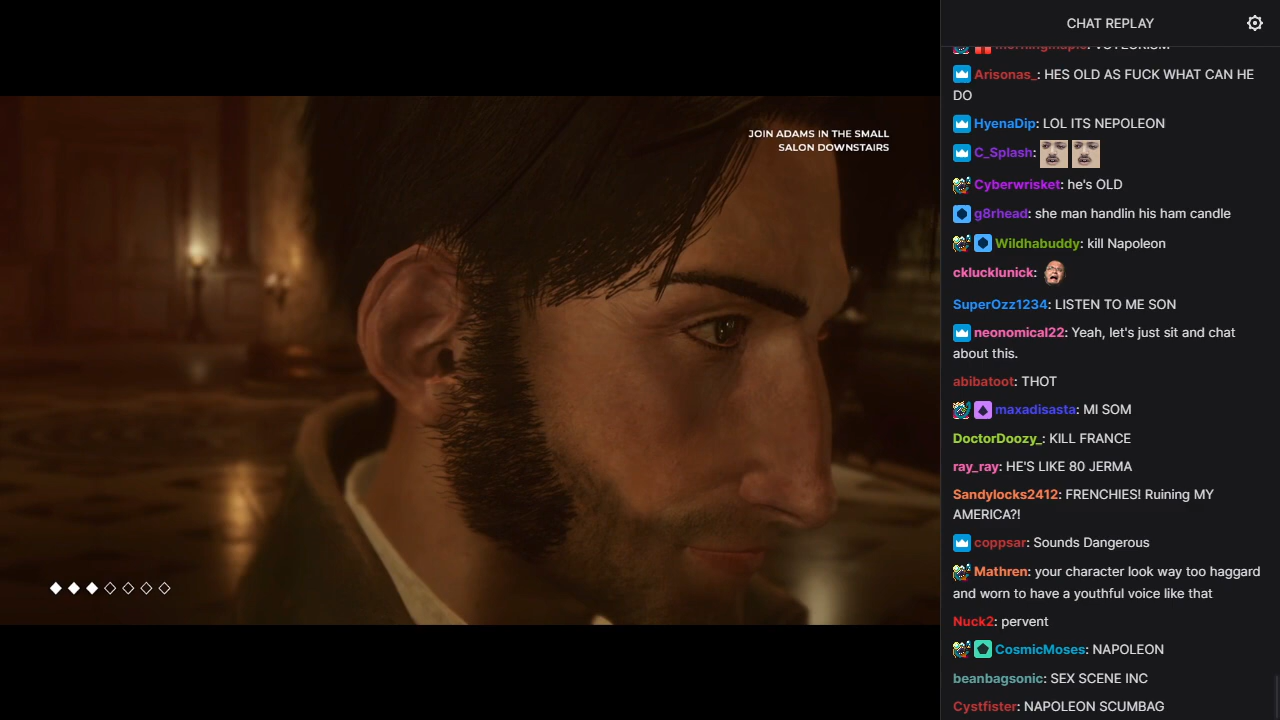 JOIN ADAMS IN THE SMALL
SALON DOWNSTAIRS
CHAT REPLAY
morningmaple: VOYEURISM
Arisonas_: HES OLD AS FUCK WHAT CAN HE
DO
HyenaDip: LOL ITS NEPOLEON
C_Splash:
Cyberwrisket: he's OLD
g8rhead: she man handlin his ham candle
Wildhabuddy: kill Napoleon
cklucklunick:
SuperOzz1234: LISTEN TO ME SON
neonomical22: Yeah, let's just sit and chat
about this.
abibatoot: THOT
maxadisasta: MI SOM
DoctorDoozy_: KILL FRANCE
ray_ray: HE'S LIKE 80 JERMA
Sandylocks2412: FRENCHIES! Ruining MY
AMERICA?!
coppsar: Sounds Dangerous
Mathren: your character look way too haggard
and worn to have a youthful voice like that
Nuck2: pervent
CosmicMoses: NAPOLEON
beanbagsonic: SEX SCENE INC
Cystfister: NAPOLEON SCUMBAG